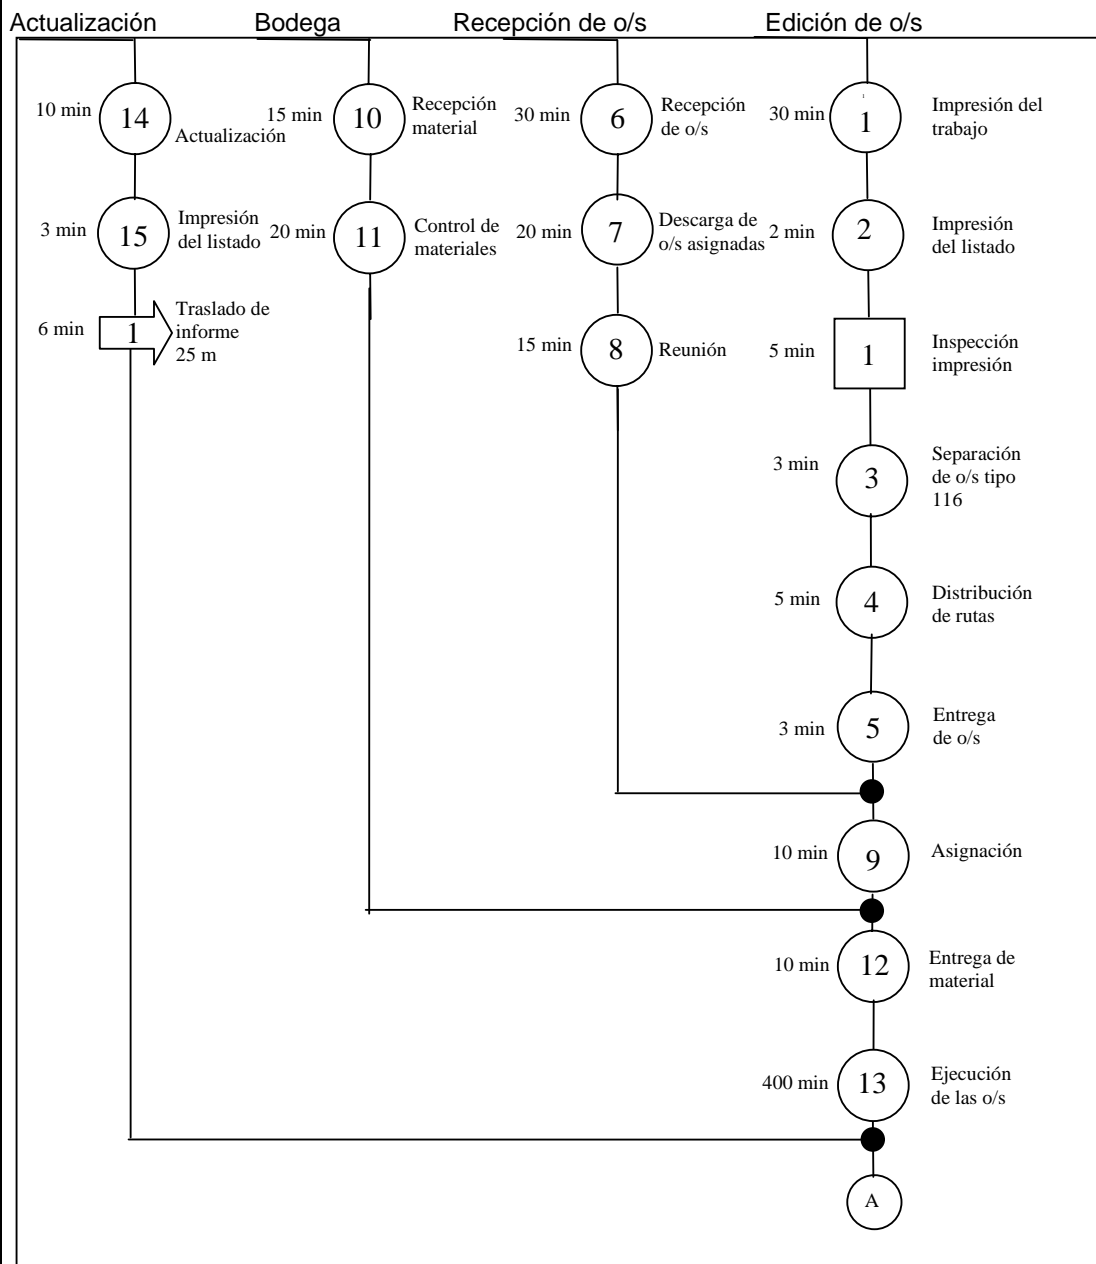 Actualización
Bodega
Recepción de o/s
Edición de o/s
10 min
14
Actualización
3 min
15
Impresión
del listado
6 min
1
Traslado de
informe
25 m
15 min
10
Recepción
material
20 min
11
Control de
materiales
30 min
6
Recepción
de o/s
20 min
7
Descarga de
o/s asignadas
15 min
8
Reunión
30 min
1
1
Impresión del
trabajo
2 min
2
Impresión
del listado
5 min
1
Inspección
impresión
3 min
3
Separación
de o/s tipo
116
5 min
4
Distribución
de rutas
3 min
5
Entrega
de o/s
10 min
9
Asignación
10 min
12
Entrega de
material
400 min
13
Ejecución
de las o/s
A